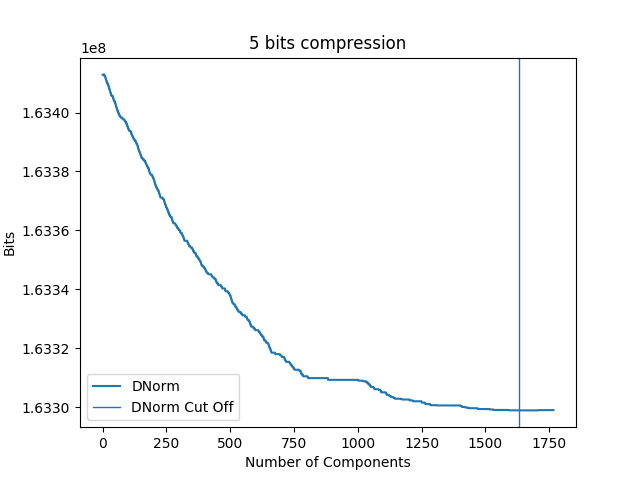 5 bits compression
1e8
1.6340
1.6338
1.6336
1.6334
1.6332
1.6330
Bits
DNorm
DNorm Cut Off
0 250 500 750 1000 1250 1500 1750
Number of Components